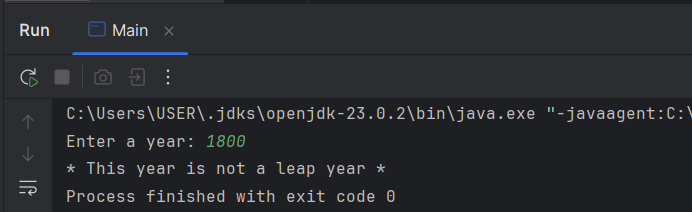 Run Main
C:\Users\USER\.jdks\openjdk-23.0.2\bin\java.exe "-javaagent:C:\
Enter a year: 1800
* This year is not a leap year *
Process finished with exit code 0